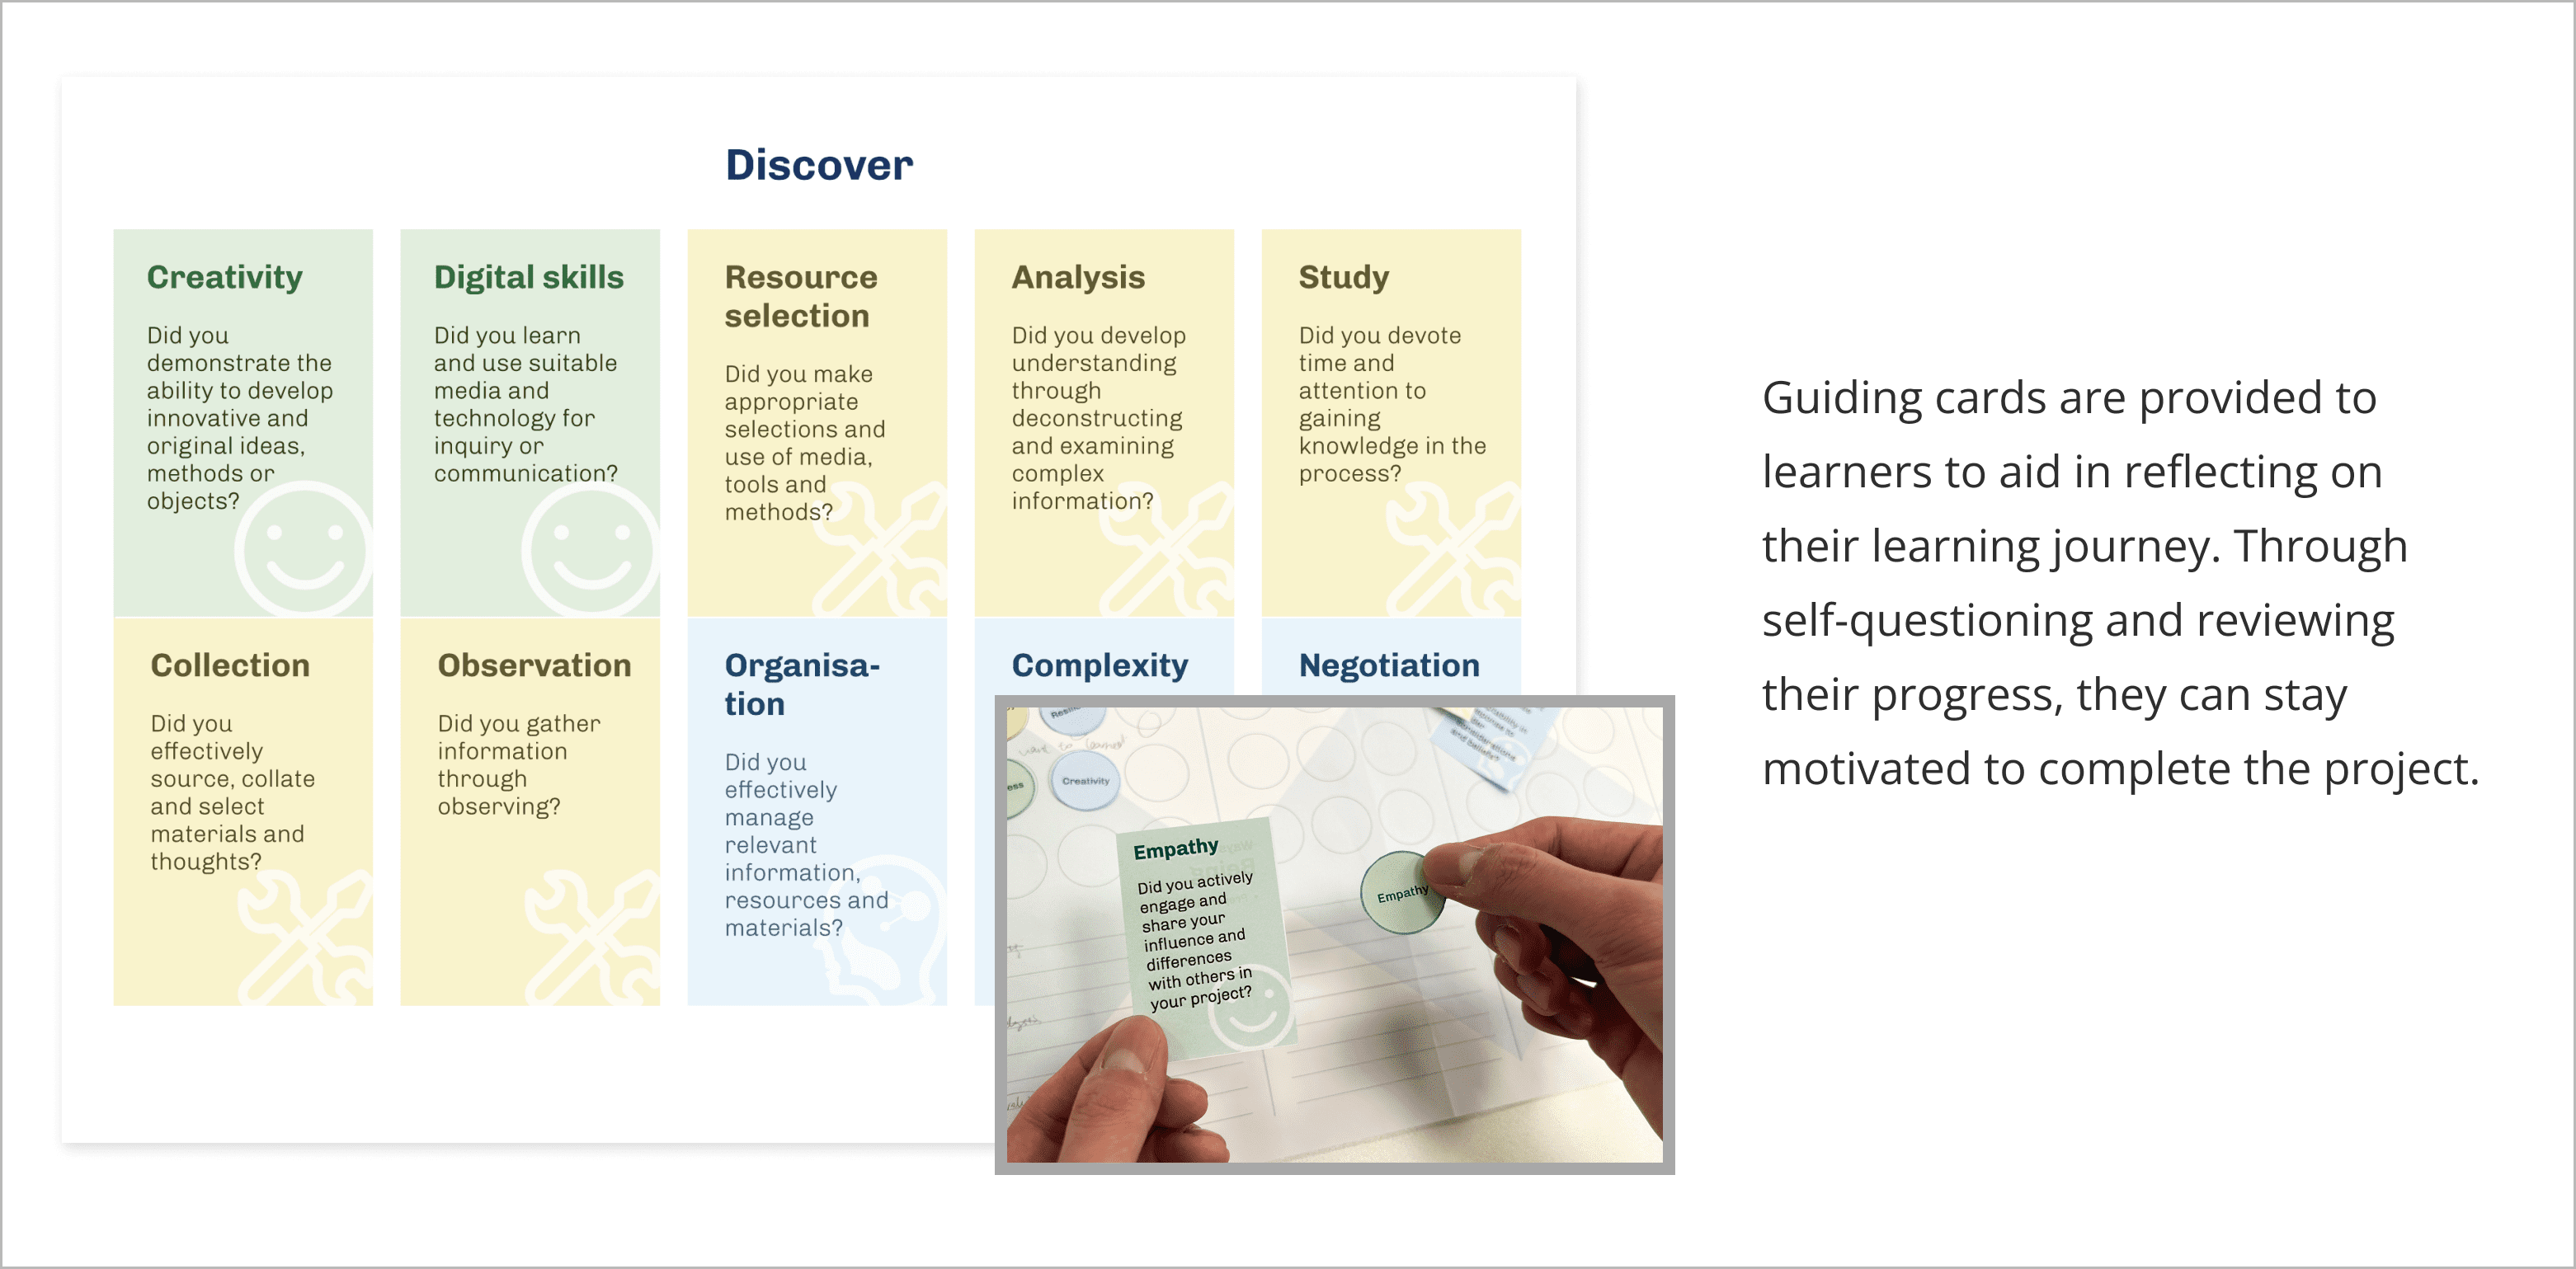 Discover
Creativity
Did you
demonstrate the
ability to develop
innovative and
original ideas,
methods or
objects?
Digital skills
Did you learn
and use suitable
media and
technology for
inquiry or
communication?
Resource
selection
Did you make
appropriate
selections and
use of media,
tools and
methods?
Analysis
Did you develop
understanding
through
deconstructing
and examining
complex
information?
Study
Did you devote
time and
attention to
gaining
knowledge in the
process?
Collection
Did you
effectively
source, collate
and select
materials and
thoughts?
Observation
Did you gather
information
through
observing?
Organisa-
tion
Did you
effectively
manage
relevant
information,
resources and
materials?
Complexity
Negotiation
want to learn
Creativity
Empathy
Did you actively
engage and
share your
influence and
differences
with others in
your project?
Empathy
Guiding cards are provided to
learners to aid in reflecting on
their learning journey. Through
self-questioning and reviewing
their progress, they can stay
motivated to complete the project.